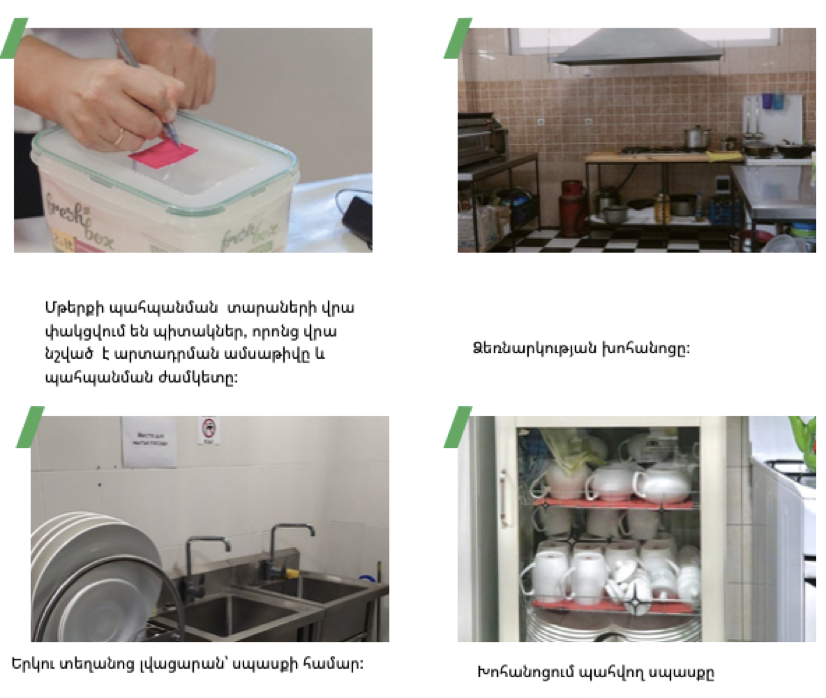 fresh
box
fresh box
Մթերքի պահպանման տարաների վրա
փակցվում են պիտակներ, որոնց վրա
նշված է արտադրման ամսաթիվը և
պահպանման ժամկետը:
Ձեռնարկության խոհանոցը:
Երկու տեղանոց լվացարան՝ սպասքի համար:
Խոհանոցում պահվող սպասքը